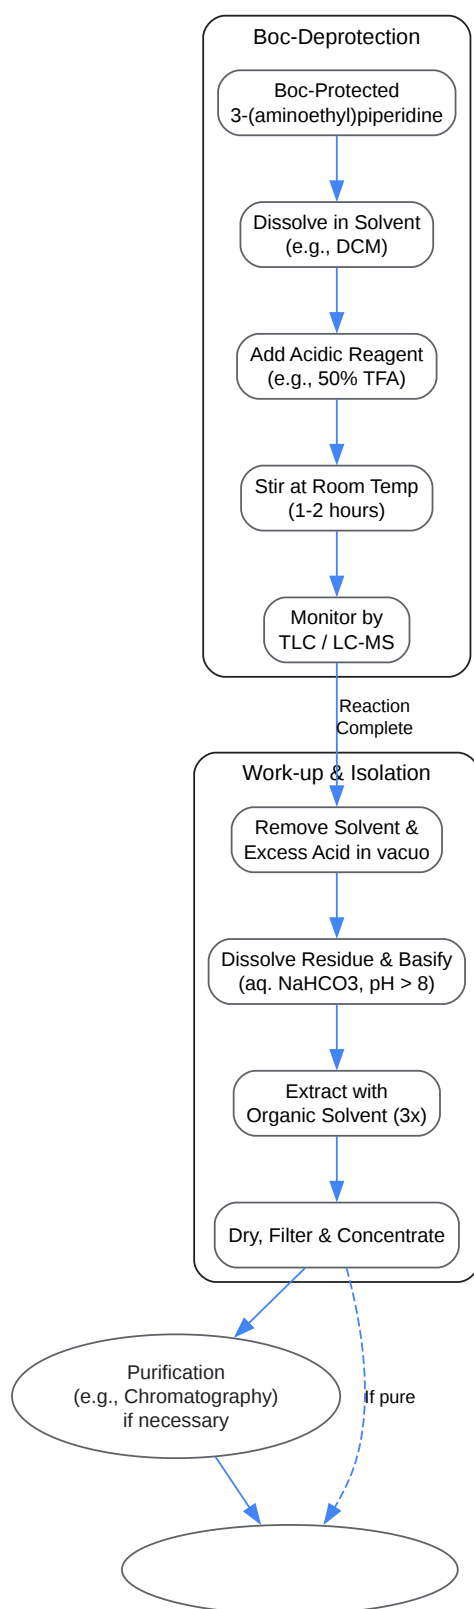 Boc-Deprotection
Boc-Protected
3-(aminoethyl)piperidine
Dissolve in Solvent
(e.g., DCM)
Add Acidic Reagent
(e.g., 50% TFA)
Stir at Room Temp
(1-2 hours)
Monitor by
TLC / LC-MS
Reaction
Complete
Work-up & Isolation
Remove Solvent &
Excess Acid in vacuo
Dissolve Residue & Basify
(aq. NaHCO3, pH > 8)
Extract with
Organic Solvent (3x)
Dry, Filter & Concentrate
Purification
(e.g., Chromatography)
if necessary
If pure